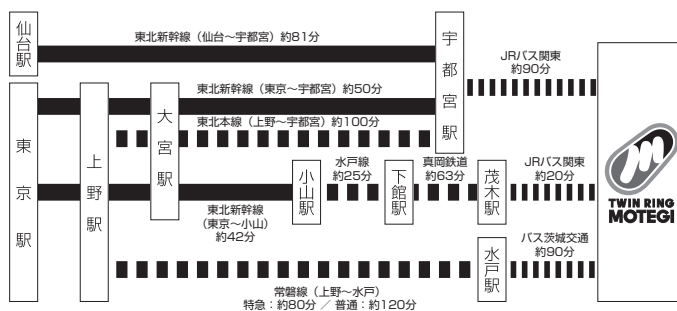 仙台駅
東北新幹線（仙台～宇都宮）約81分
宇都宮駅
JRバス関東
約90分
東京駅
上野駅
大宮駅
東北新幹線（東京～宇都宮）約50分
東北本線（上野～宇都宮）約100分
小山駅
水戸線
約25分
下館駅
真岡鉄道
約63分
茂木駅
JRバス関東
約20分
東北新幹線
（東京～小山）
約42分
水戸駅
バス茨城交通
約90分
常磐線（上野～水戸）
特急：約80分 ／ 普通：約120分
TWIN RING
MOTEGI